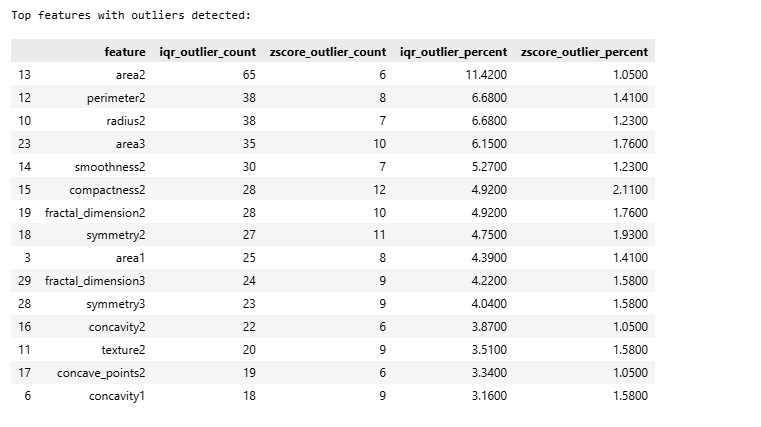 Top features with outliers detected:
feature iqr_outlier_count zscore_outlier_count iqr_outlier_percent zscore_outlier_percent
13 area2 65 6 11.4200 1.0500
12 perimeter2 38 8 6.6800 1.4100
10 radius2 38 7 6.6800 1.2300
23 area3 35 10 6.1500 1.7600
14 smoothness2 30 7 5.2700 1.2300
15 compactness2 28 12 4.9200 2.1100
19 fractal_dimension2 28 10 4.9200 1.7600
18 symmetry2 27 11 4.7500 1.9300
3 area1 25 8 4.3900 1.4100
29 fractal_dimension3 24 9 4.2200 1.5800
28 symmetry3 23 9 4.0400 1.5800
16 concavity2 22 6 3.8700 1.0500
11 texture2 20 9 3.5100 1.5800
17 concave_points2 19 6 3.3400 1.0500
6 concavity1 18 9 3.1600 1.5800